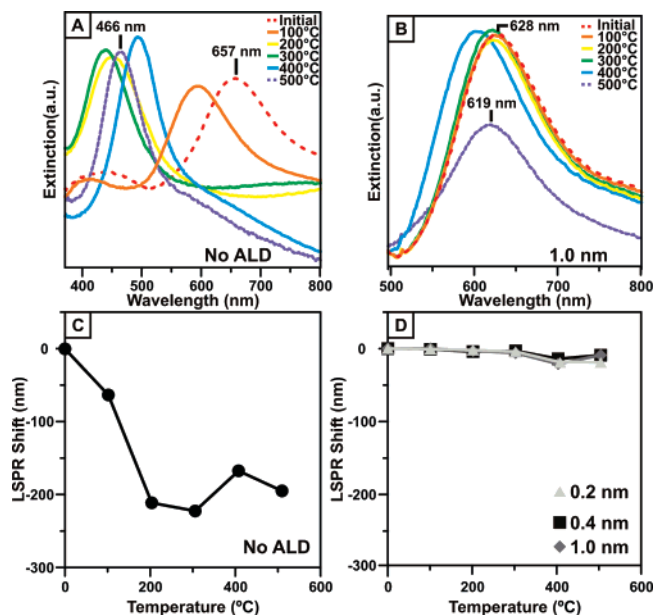 A
466 nm
657 nm
Initial
100°C
200°C
300°C
400°C
500°C
Extinction(a.u.)
No ALD
400 500 600 700 800
Wavelength (nm)
B
628 nm
619 nm
Initial
100°C
200°C
300°C
400°C
500°C
Extinction(a.u.)
1.0 nm
500 600 700 800
Wavelength (nm)
C
0
-100
-200
-300
LSPR Shift (nm)
No ALD
0 200 400 600
Temperature (ºC)
D
0
-100
-200
-300
LSPR Shift (nm)
0.2 nm
0.4 nm
1.0 nm
0 200 400 600
Temperature (ºC)